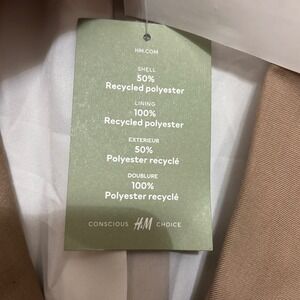 HM.COM
SHELL
50%
Recycled polyester
LINING
100%
Recycled polyester
EXTERIEUR
50%
Polyester recyclé
DOUBLURE
100%
Polyester recyclé
CONSCIOUS H&M CHOICE